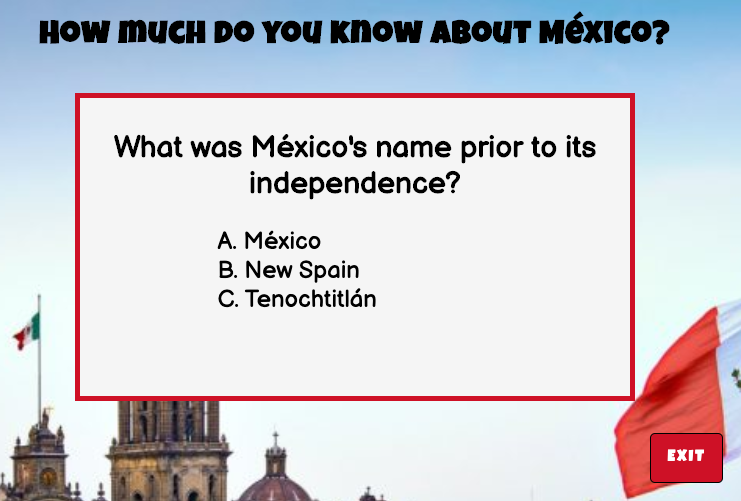 How much do you know about México?
What was México's name prior to its
independence?
A. México
B. New Spain
C. Tenochtitlán
EXIT